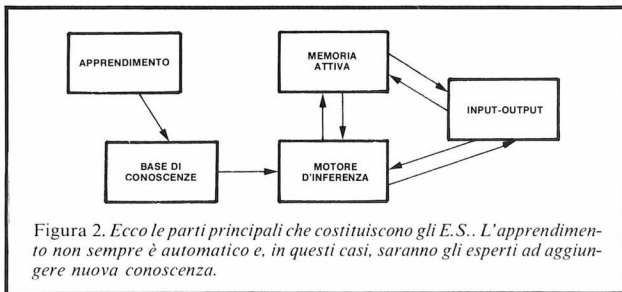 APPRENDIMENTO
MEMORIA
ATTIVA
INPUT-OUTPUT
BASE DI
CONOSCENZE
MOTORE
D'INFERENZA
Figura 2. Ecco le parti principali che costituiscono gli E.S.. L'apprendimen-
to non sempre è automatico e, in questi casi, saranno gli esperti ad aggiun-
gere nuova conoscenza.